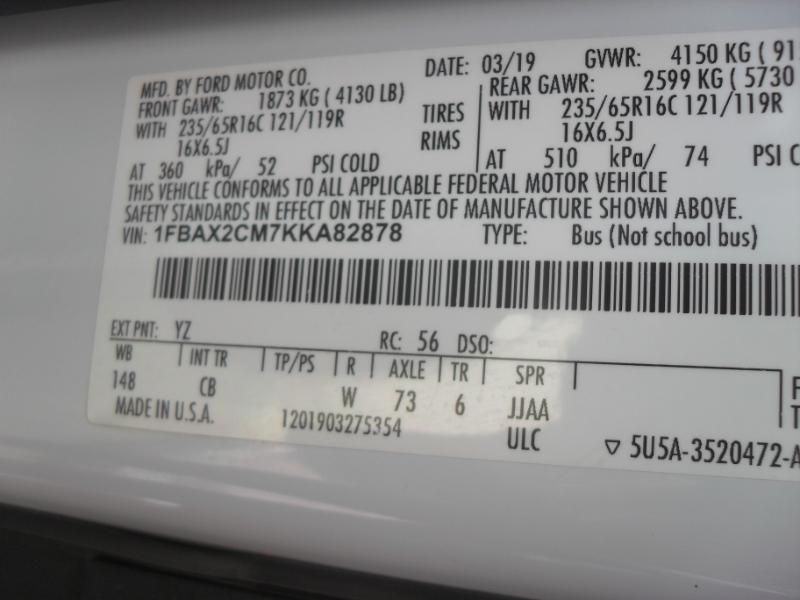 MFD. BY FORD MOTOR CO. DATE: 03/19 GVWR: 4150 KG ( 91
FRONT GAWR: 1873 KG ( 4130 LB) REAR GAWR: 2599 KG ( 5730
WITH 235/65R16C 121/119R TIRES WITH 235/65R16C 121/119R
16X6.5J RIMS 16X6.5J
AT 360 kPa/ 52 PSI COLD AT 510 kPa/ 74 PSI C
THIS VEHICLE CONFORMS TO ALL APPLICABLE FEDERAL MOTOR VEHICLE
SAFETY STANDARDS IN EFFECT ON THE DATE OF MANUFACTURE SHOWN ABOVE.
VIN: 1FBAX2CM7KKA82878 TYPE: Bus (Not school bus)
EXT PNT: YZ RC: 56 DSO:
WB INT TR TP/PS R AXLE TR SPR
148 CB W 73 6 JJAA
MADE IN U.S.A. 1201903275354 ULC ▽ 5U5A-3520472-A